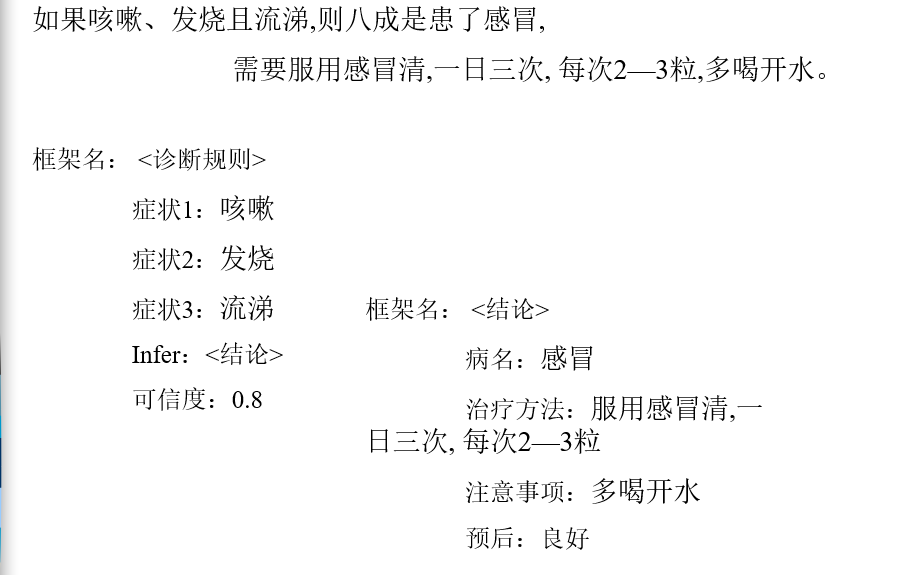 如果咳嗽、发烧且流涕,则八成是患了感冒,
需要服用感冒清,一日三次, 每次2—3粒,多喝开水。
框架名： <诊断规则>
症状1：咳嗽
症状2：发烧
症状3：流涕
Infer：<结论>
可信度：0.8
框架名： <结论>
病名：感冒
治疗方法：服用感冒清,一
日三次, 每次2—3粒
注意事项：多喝开水
预后：良好